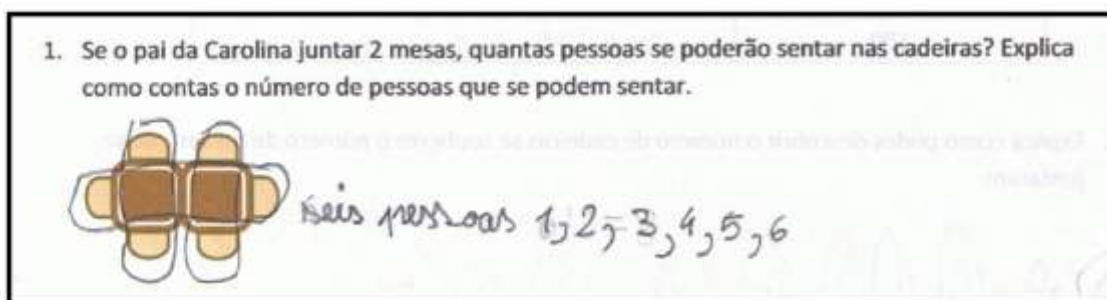 1. Se o pai da Carolina juntar 2 mesas, quantas pessoas se poderão sentar nas cadeiras? Explica
como contas o número de pessoas que se podem sentar.
seis pessoas 1, 2, 3, 4, 5, 6